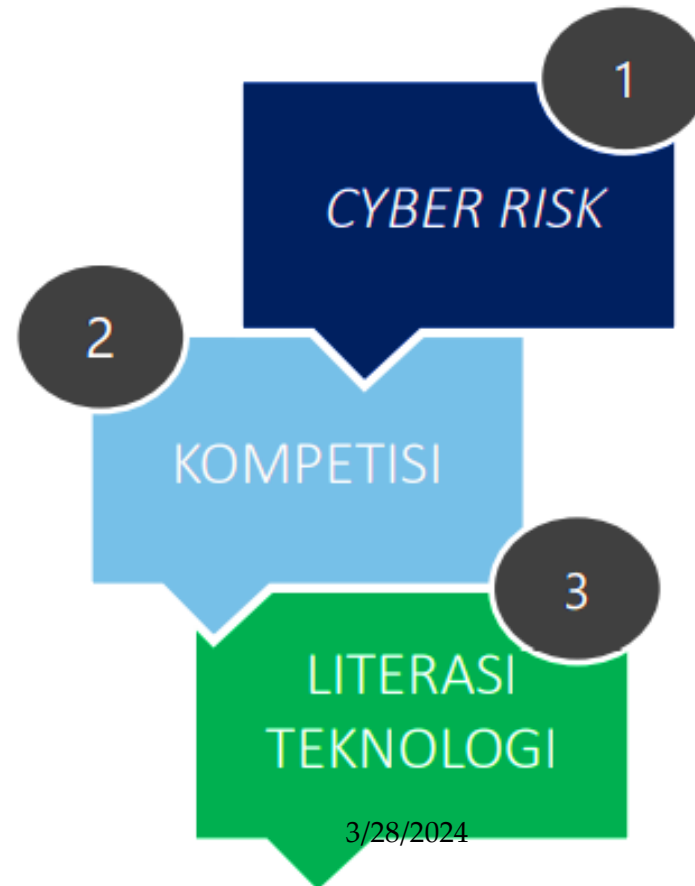 1
CYBER RISK
2
KOMPETISI
3
LITERASI
TEKNOLOGI
3/28/2024